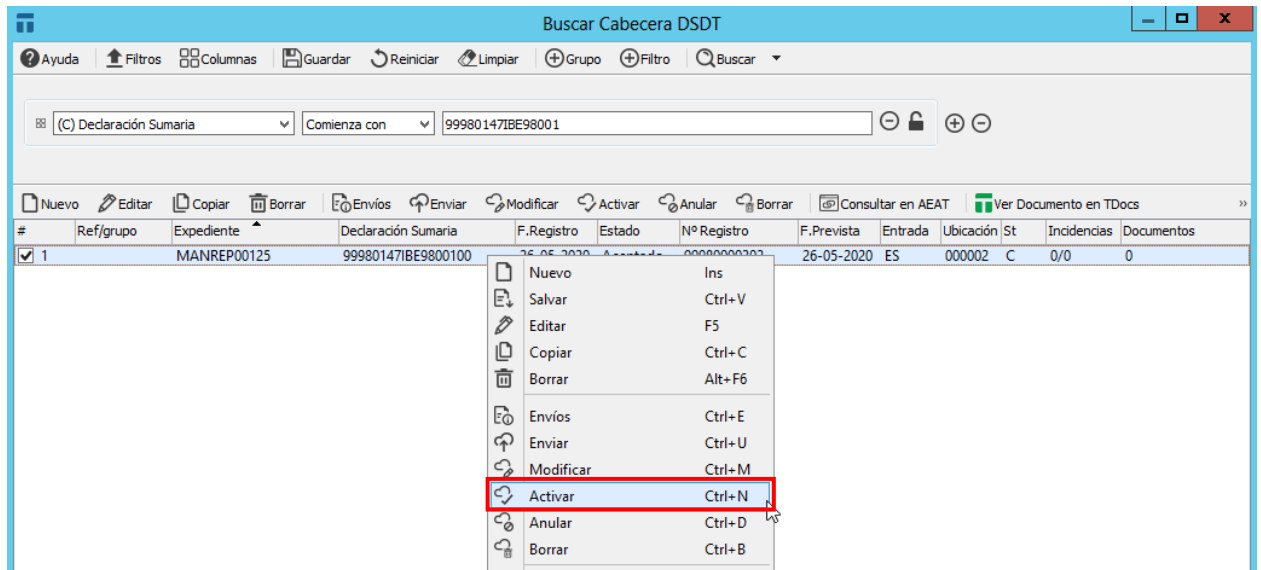 Buscar Cabecera DSDT
Ayuda Filtros Columnas Guardar Reiniciar Limpiar Grupo Filtro Buscar
(C) Declaración Sumaria Comienza con 99980147IBE98001
Nuevo Editar Copiar Borrar Envíos Enviar Modificar Activar Anular Borrar Consultar en AEAT Ver Documento en TDocs »
# Ref/grupo Expediente Declaración Sumaria F.Registro Estado Nº Registro F.Prevista Entrada Ubicación St Incidencias Documentos
1 MANREP00125 99980147IBE9800100 26-05-2020 Aceptado 26-05-2020 ES 000002 C 0/0 0
Nuevo Ins
Salvar Ctrl+V
Editar F5
Copiar Ctrl+C
Borrar Alt+F6
Envíos Ctrl+E
Enviar Ctrl+U
Modificar Ctrl+M
Activar Ctrl+N
Anular Ctrl+D
Borrar Ctrl+B